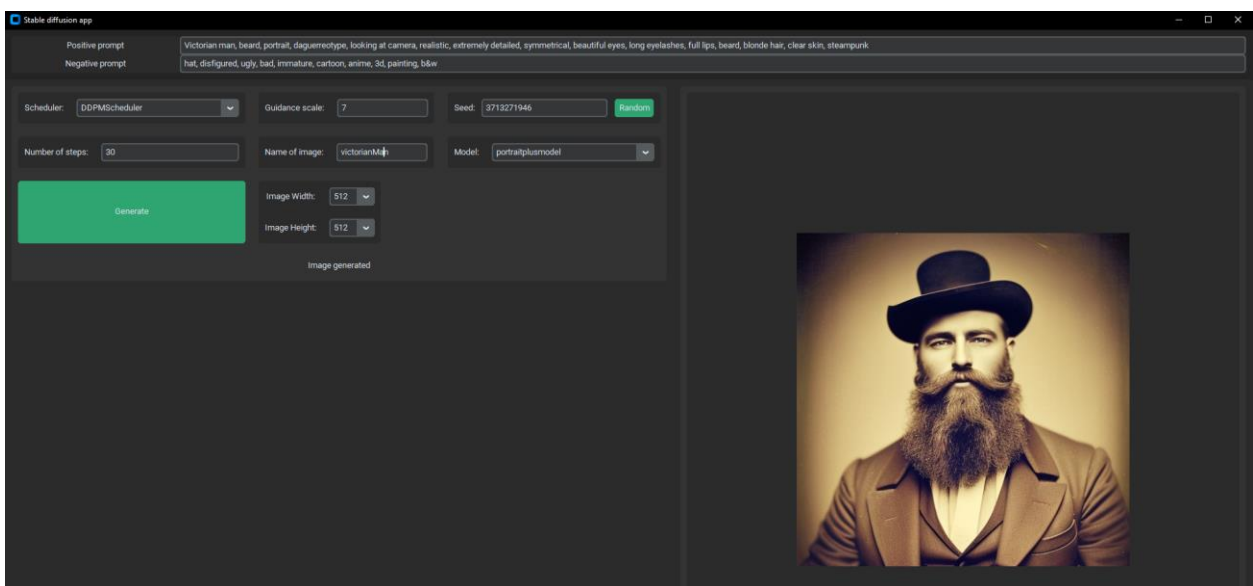 Stable diffusion app
Positive prompt Victorian man, beard, portrait, daguerreotype, looking at camera, realistic, extremely detailed, symmetrical, beautiful eyes, long eyelashes, full lips, beard, blonde hair, clear skin, steampunk
Negative prompt hat, disfigured, ugly, bad, immature, cartoon, anime, 3d, painting, b&w
Scheduler: DDPMScheduler Guidance scale: 7 Seed: 3713271946 Random
Number of steps: 30 Name of image: victorianMan Model: portraitplusmodel
Generate
Image Width: 512
Image Height: 512
Image generated